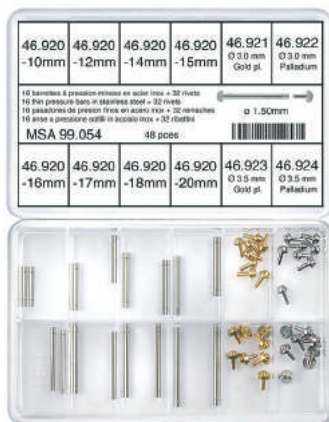 46.920 46.920 46.920 46.920 46.921 46.922
-10mm -12mm -14mm -15mm Ø 3.0 mm Ø 3.0 mm
Gold pl. Palladium
16 barrettes à pression minces en acier inox + 32 rivets
16 thin pressure bars in stainless steel + 32 rivets
16 pasadores de pression finos en acero inox + 32 remaches
16 anse a pressione sottili in acciaio inox + 32 ribattini
ø 1.50mm
MSA 99.054 48 pces
46.920 46.920 46.920 46.920 46.923 46.924
-16mm -17mm -18mm -20mm Ø 3.5 mm Ø 3.5 mm
Gold pl. Palladium